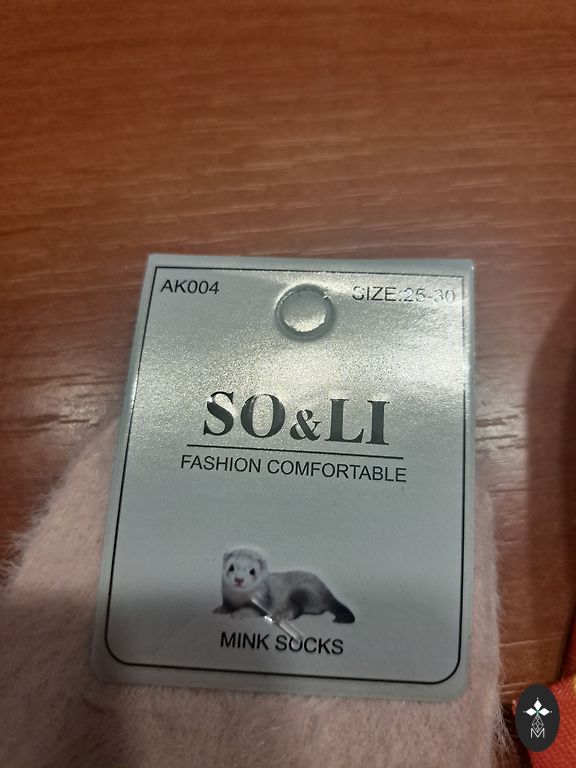 AK004
SIZE:25-30
SO&LI
FASHION COMFORTABLE
MINK SOCKS
M